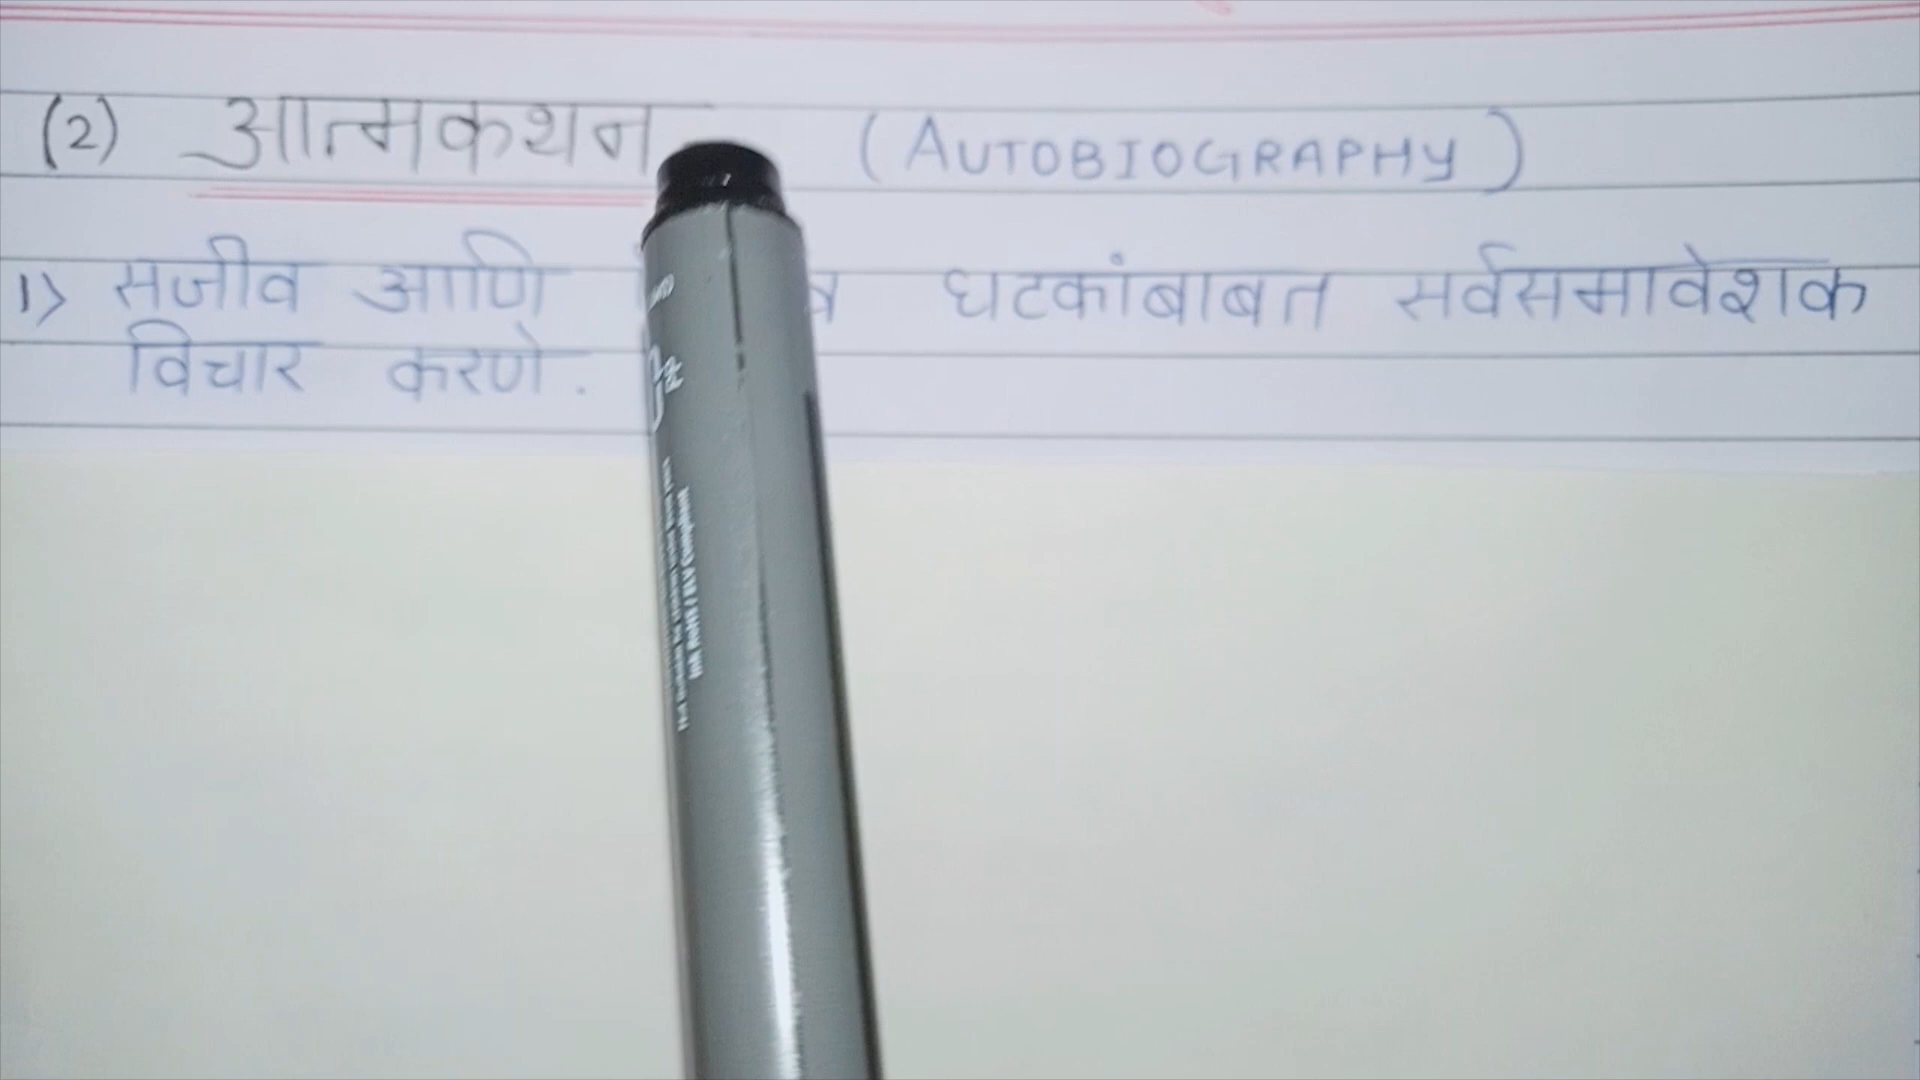 (2) आत्मकथन (AUTOBIOGRAPHY)
1) सजीव आणि घटकांबाबत सर्वसमावेशक
विचार करणे.